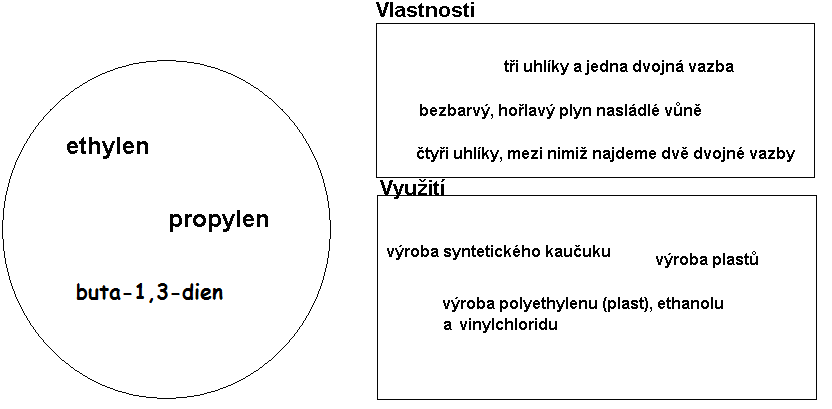 Vlastnosti
tři uhlíky a jedna dvojná vazba
bezbarvý, hořlavý plyn nasládlé vůně
čtyři uhlíky, mezi nimiž najdeme dvě dvojné vazby
ethylen
propylen
buta-1,3-dien
Využití
výroba syntetického kaučuku
výroba plastů
výroba polyethylenu (plast), ethanolu
a vinylchloridu